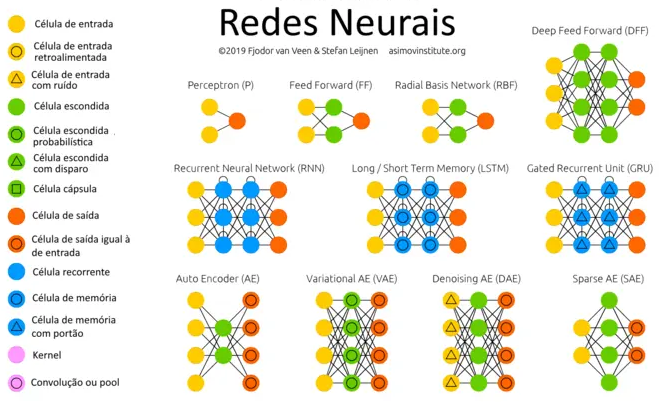 Redes Neurais
©2019 Fjodor van Veen & Stefan Leijnen asimovinstitute.org
Célula de entrada
Célula de entrada
retroalimentada
Célula de entrada
com ruído
Célula escondida
Célula escondida
probabilística
Célula escondida
com disparo
Célula cápsula
Célula de saída
Célula de saída igual à
de entrada
Célula recorrente
Célula de memória
Célula de memória
com portão
Kernel
Convolução ou pool
Deep Feed Forward (DFF)
Perceptron (P)
Feed Forward (FF)
Radial Basis Network (RBF)
Recurrent Neural Network (RNN)
Long / Short Term Memory (LSTM)
Gated Recurrent Unit (GRU)
Auto Encoder (AE)
Variational AE (VAE)
Denoising AE (DAE)
Sparse AE (SAE)